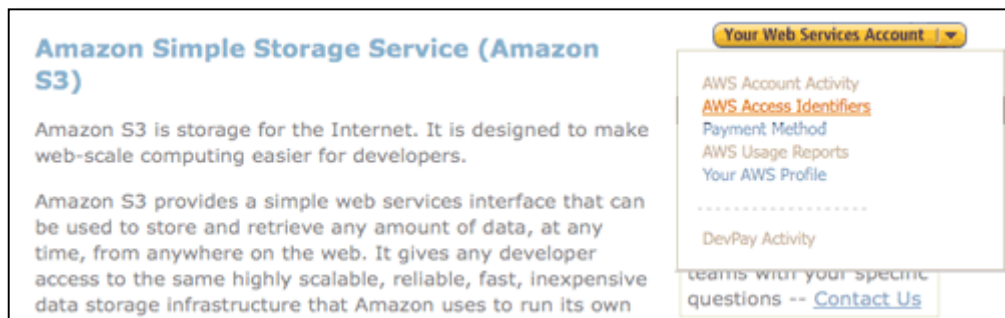 Amazon Simple Storage Service (Amazon
S3)
Amazon S3 is storage for the Internet. It is designed to make
web-scale computing easier for developers.
Amazon S3 provides a simple web services interface that can
be used to store and retrieve any amount of data, at any
time, from anywhere on the web. It gives any developer
access to the same highly scalable, reliable, fast, inexpensive
data storage infrastructure that Amazon uses to run its own
Your Web Services Account
AWS Account Activity
AWS Access Identifiers
Payment Method
AWS Usage Reports
Your AWS Profile
DevPay Activity
teams with your specific
questions -- Contact Us